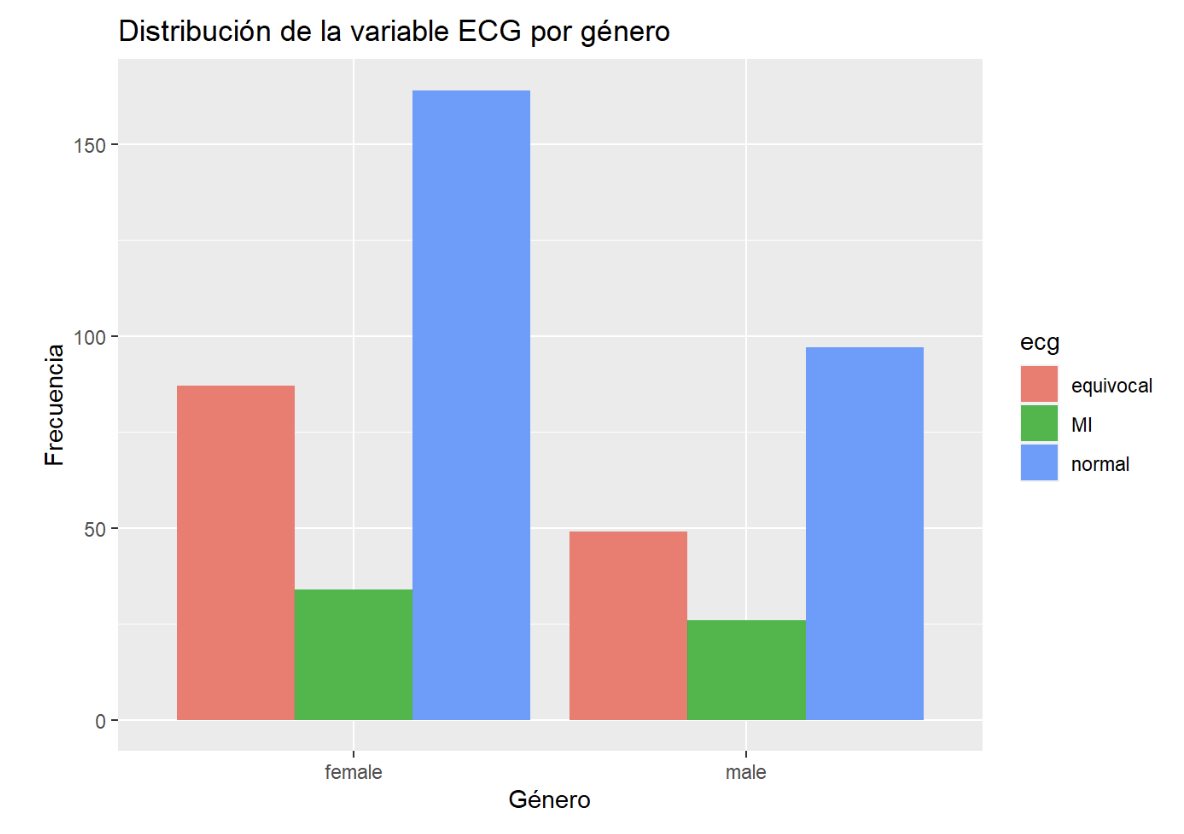 Distribución de la variable ECG por género
150
100
50
0
Frecuencia
female
male
Género
ecg
equivocal
MI
normal